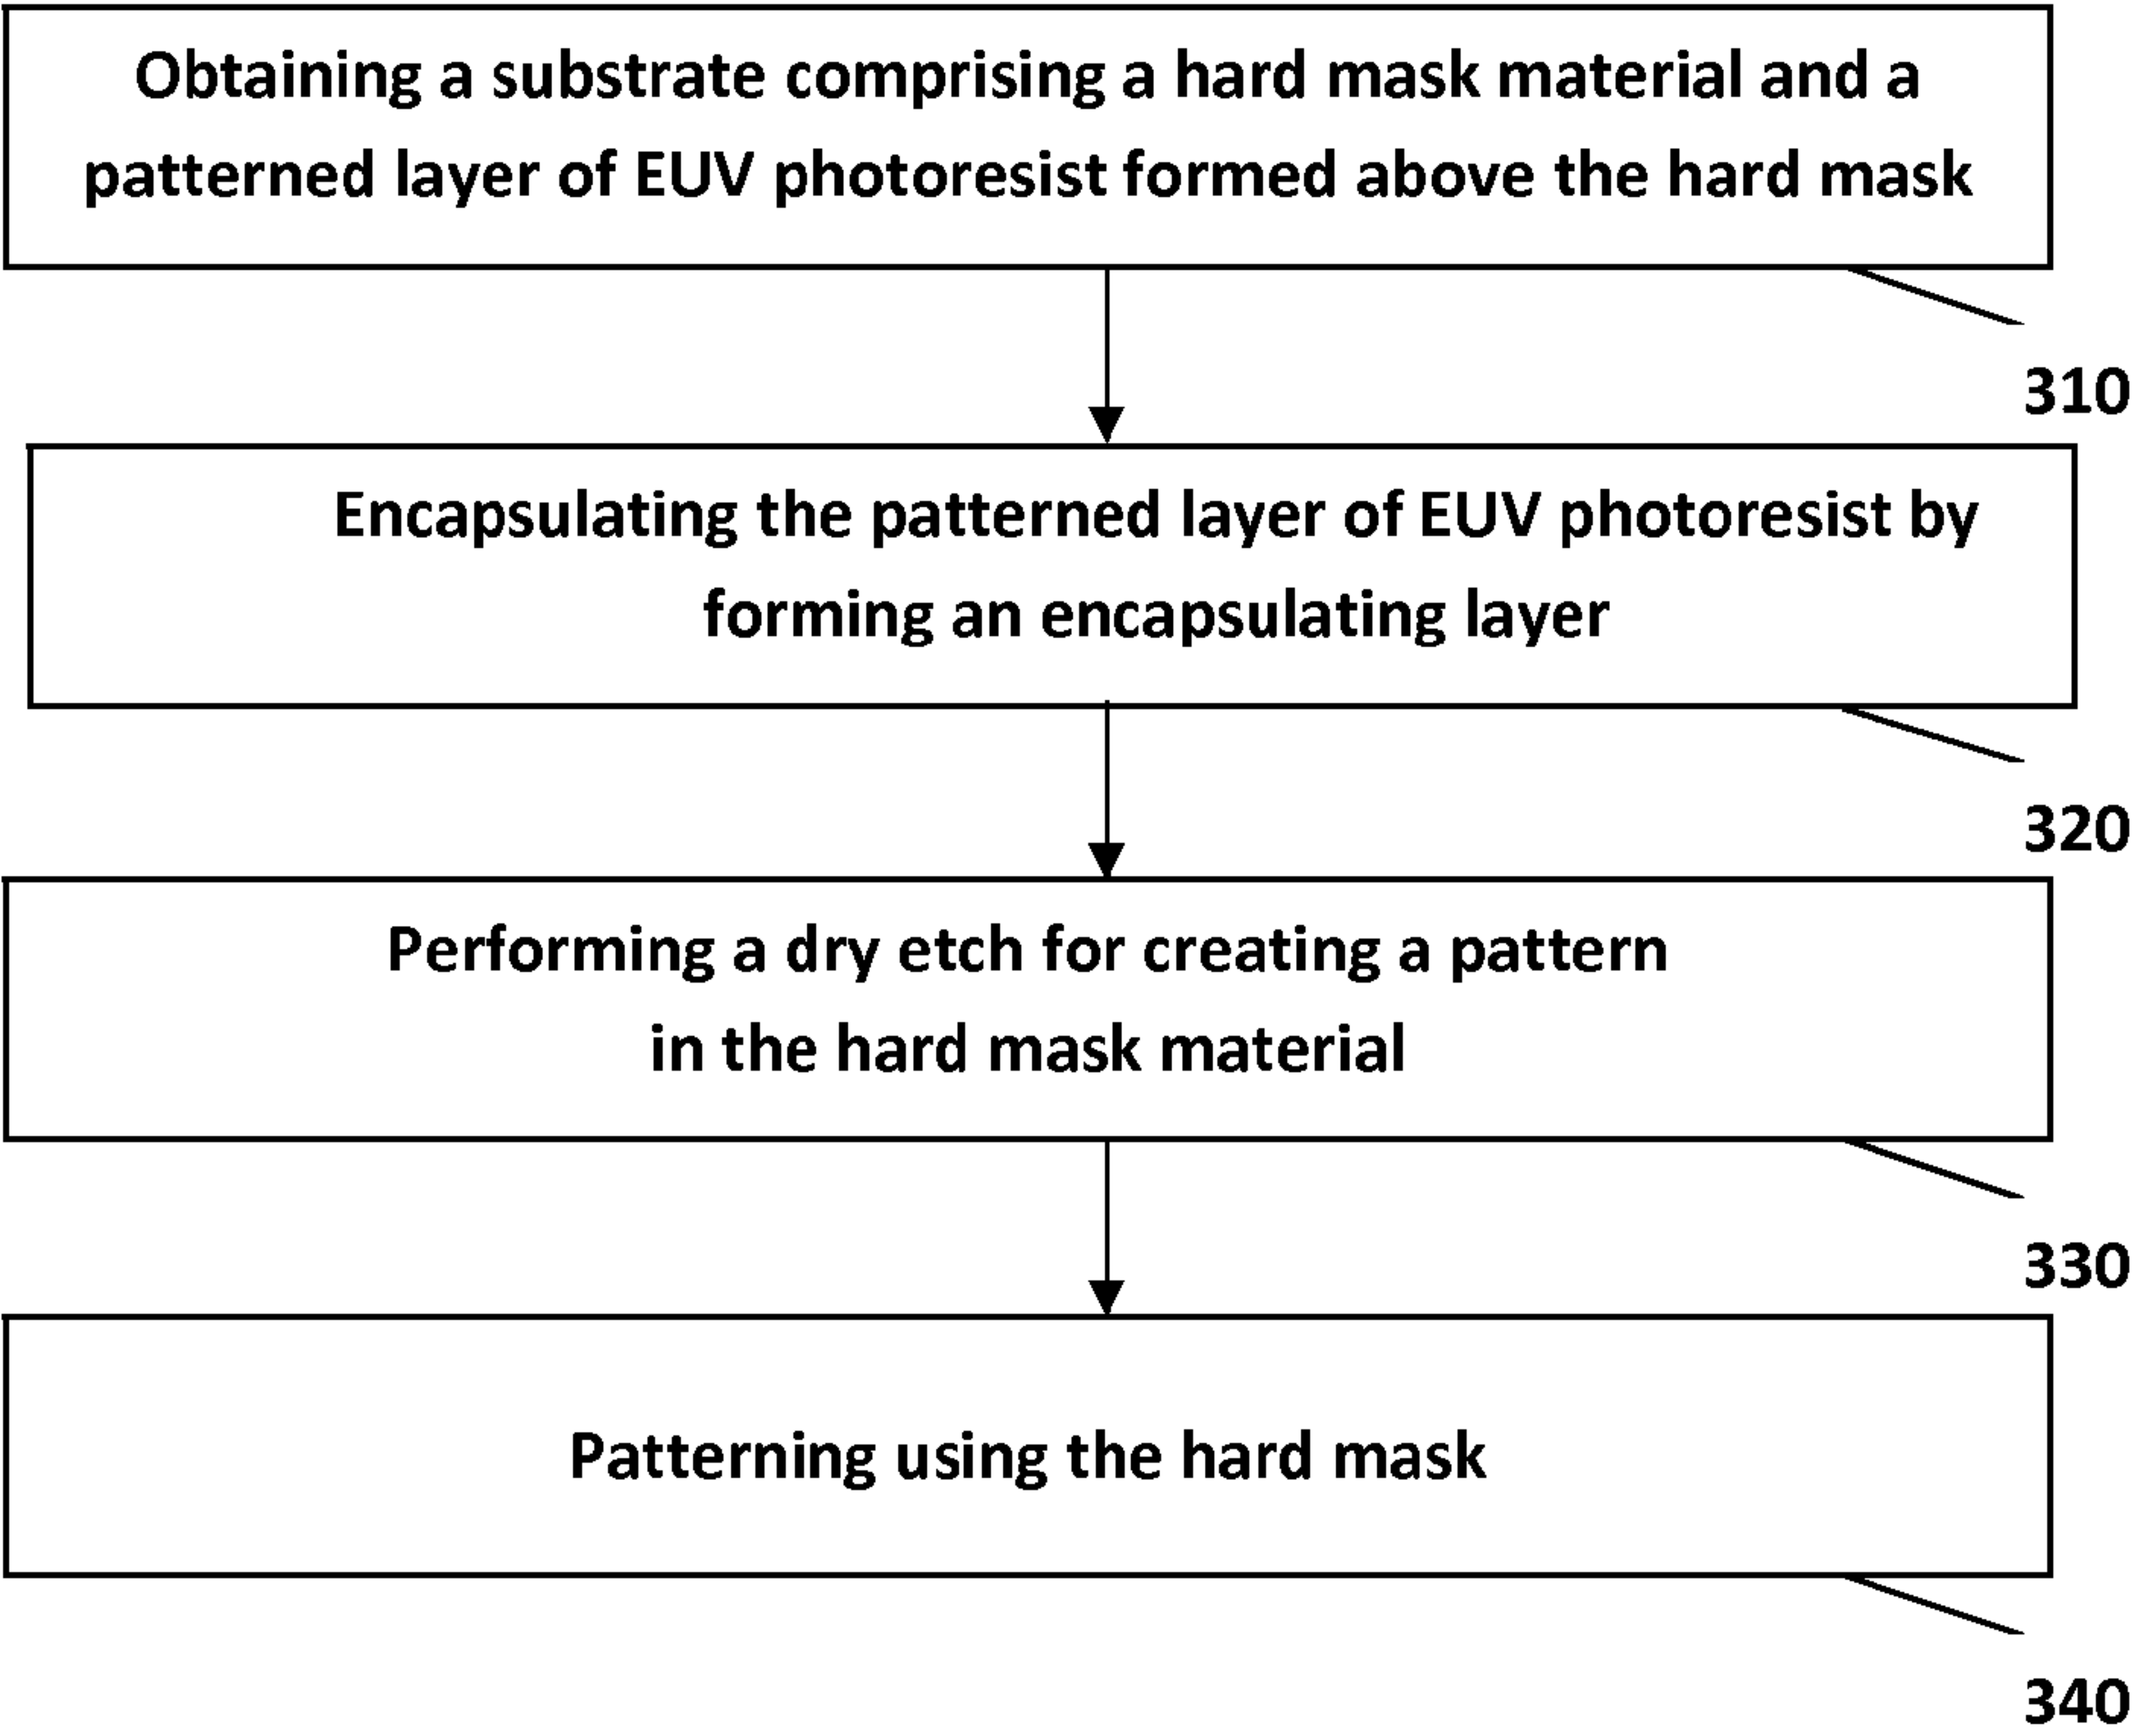 Obtaining a substrate comprising a hard mask material and a
patterned layer of EUV photoresist formed above the hard mask
310
Encapsulating the patterned layer of EUV photoresist by
forming an encapsulating layer
320
Performing a dry etch for creating a pattern
in the hard mask material
330
Patterning using the hard mask
340